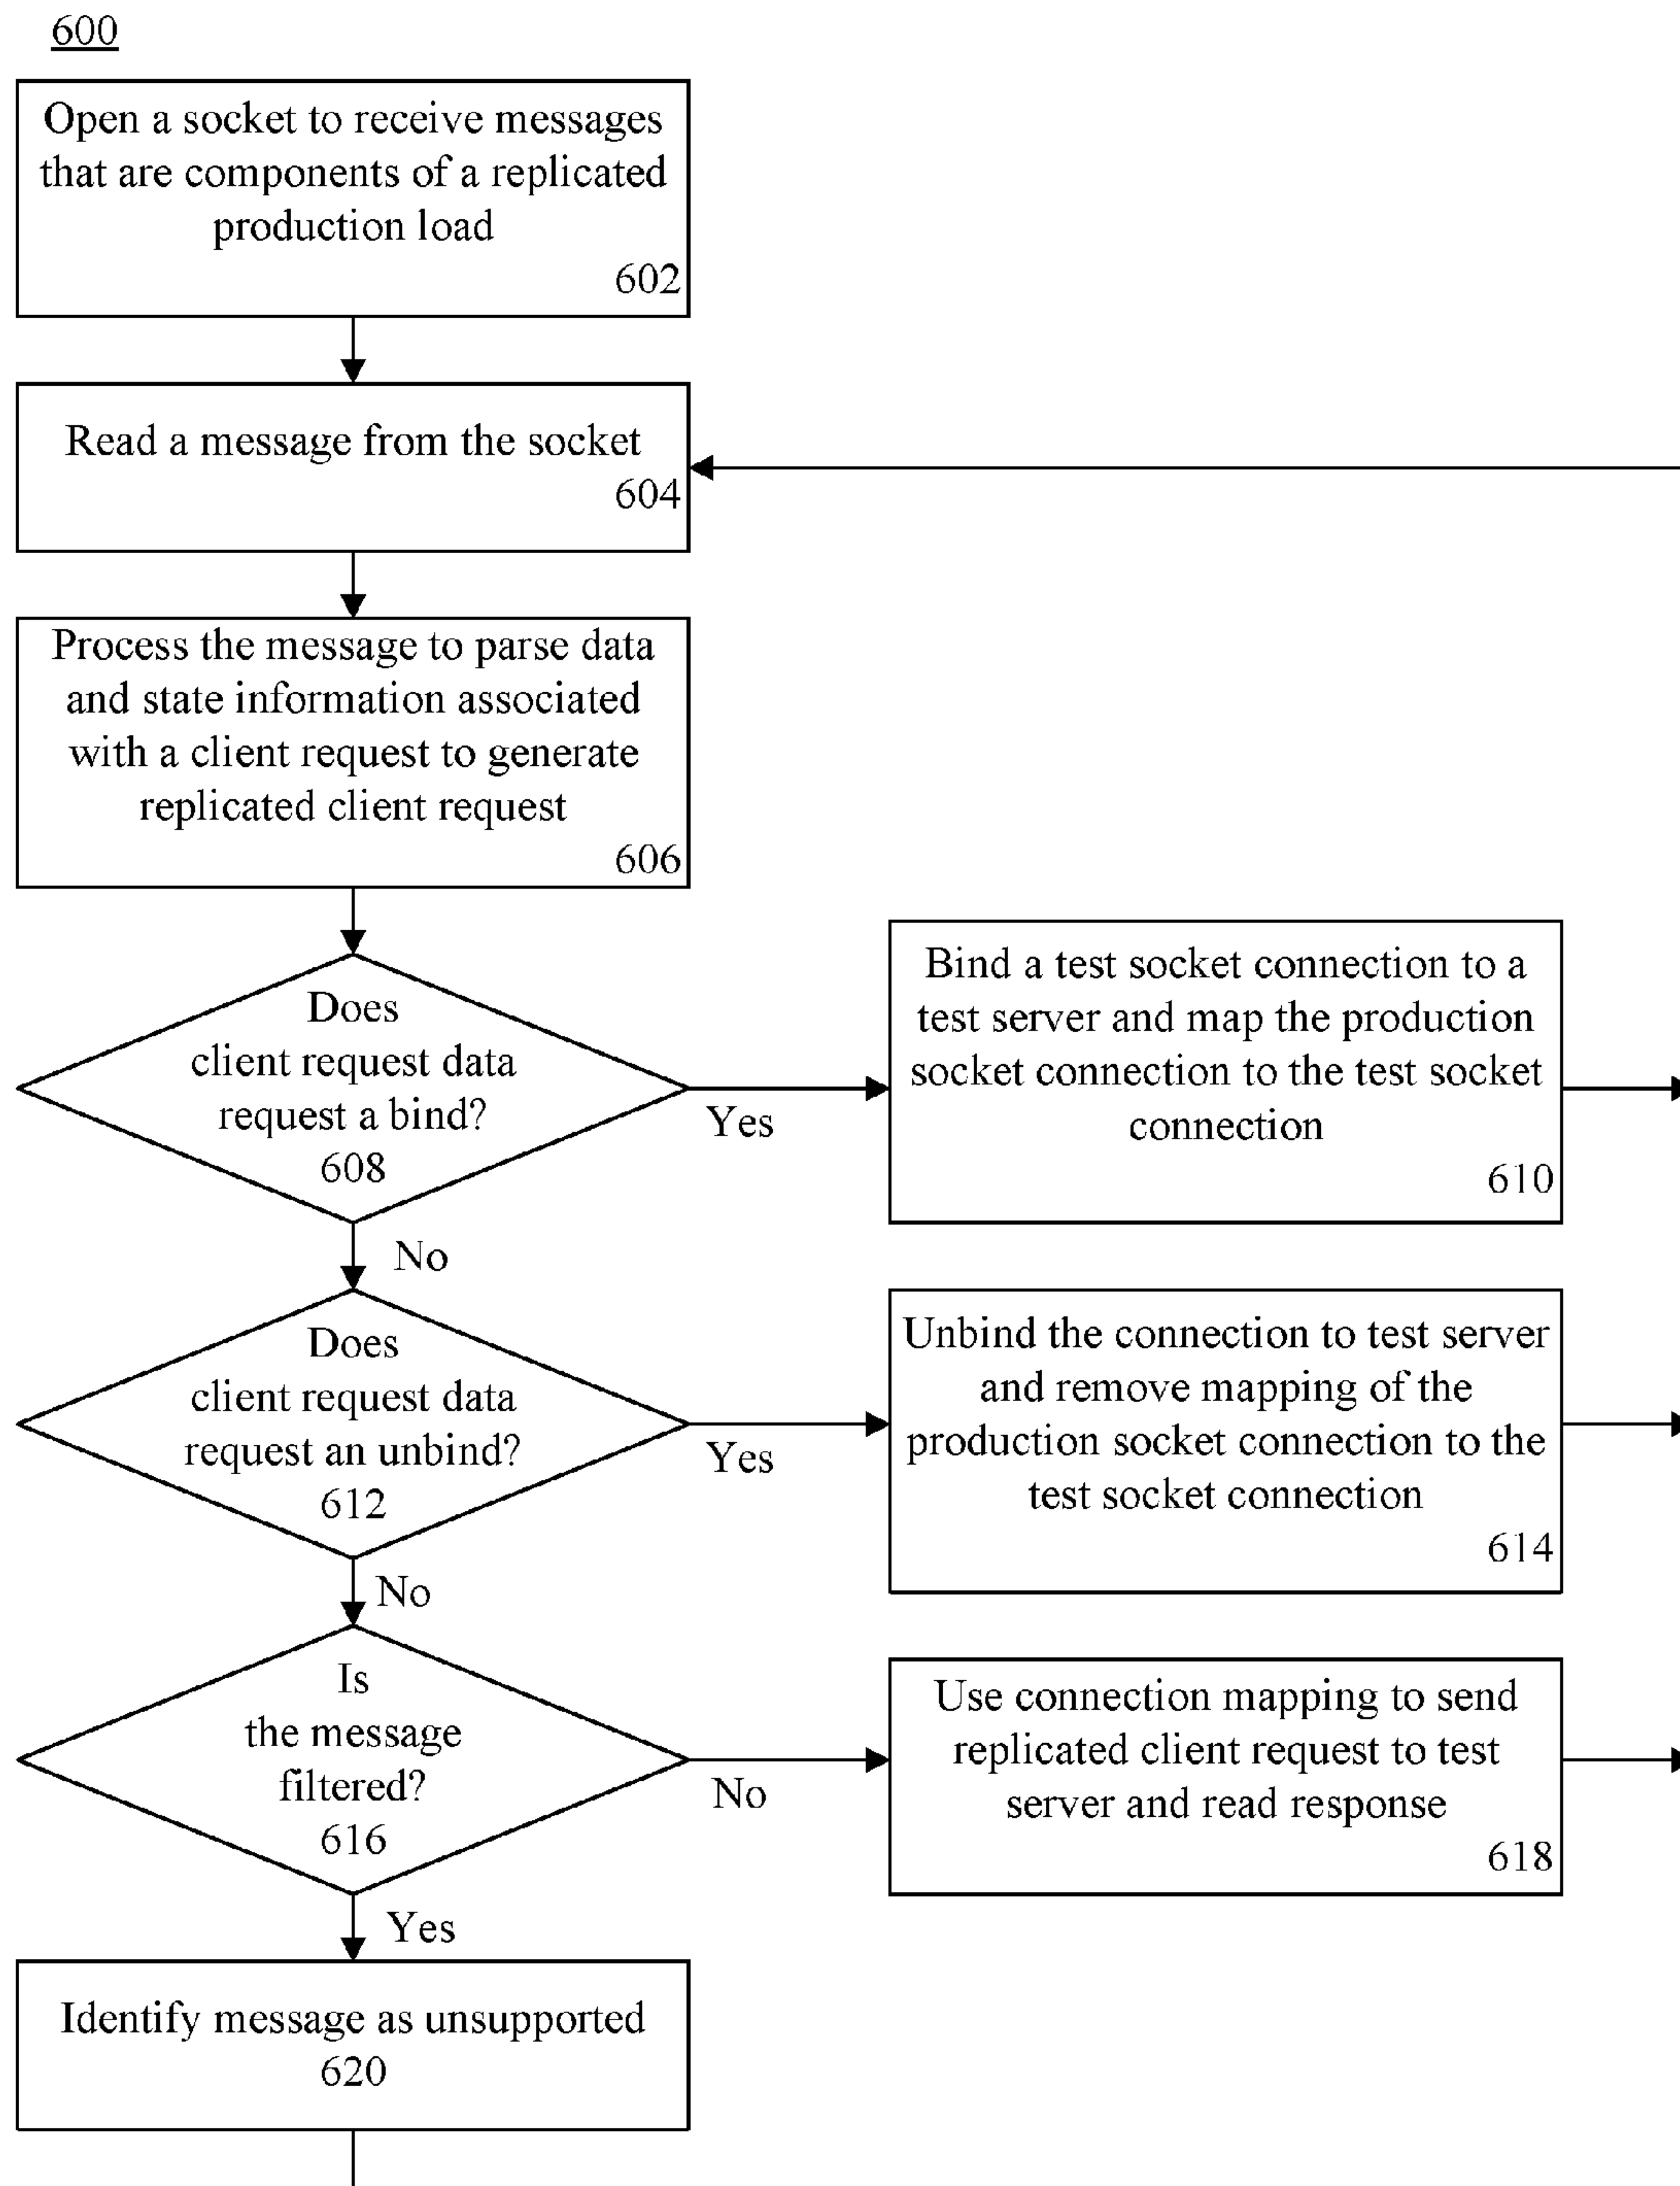 600
Open a socket to receive messages
that are components of a replicated
production load
602
Read a message from the socket
604
Process the message to parse data
and state information associated
with a client request to generate
replicated client request
606
Does
client request data
request a bind?
608
Yes
No
Bind a test socket connection to a
test server and map the production
socket connection to the test socket
connection
610
Does
client request data
request an unbind?
612
Yes
No
Unbind the connection to test server
and remove mapping of the
production socket connection to the
test socket connection
614
Is
the message
filtered?
616
No
Yes
Use connection mapping to send
replicated client request to test
server and read response
618
Identify message as unsupported
620